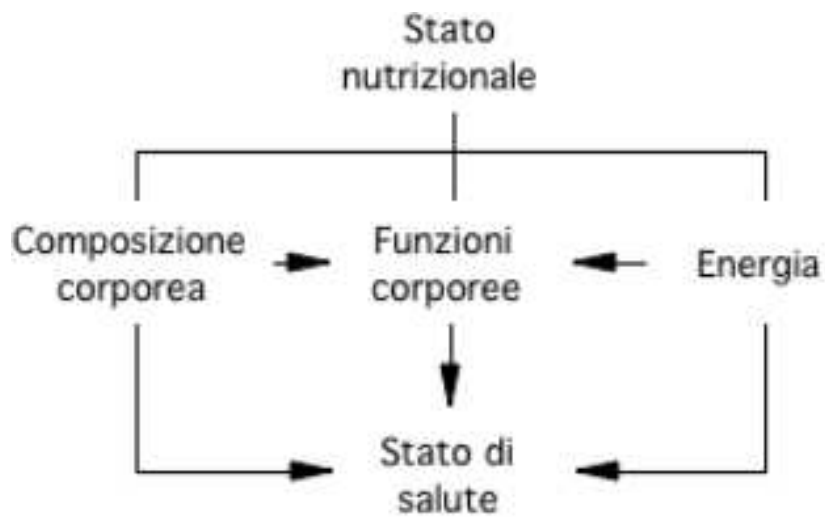 Stato
nutrizionale
Composizione
corporea
Funzioni
corporee
Energia
Stato di
salute